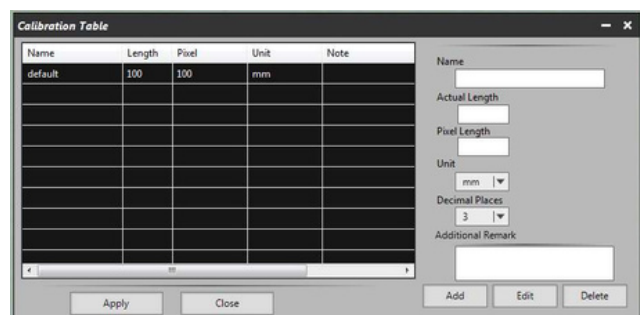 Calibration Table
Name Length Pixel Unit Note
default 100 100 mm
Name
Actual Length
Pixel Length
Unit
mm
Decimal Places
3
Additional Remark
Add Edit Delete
Apply Close